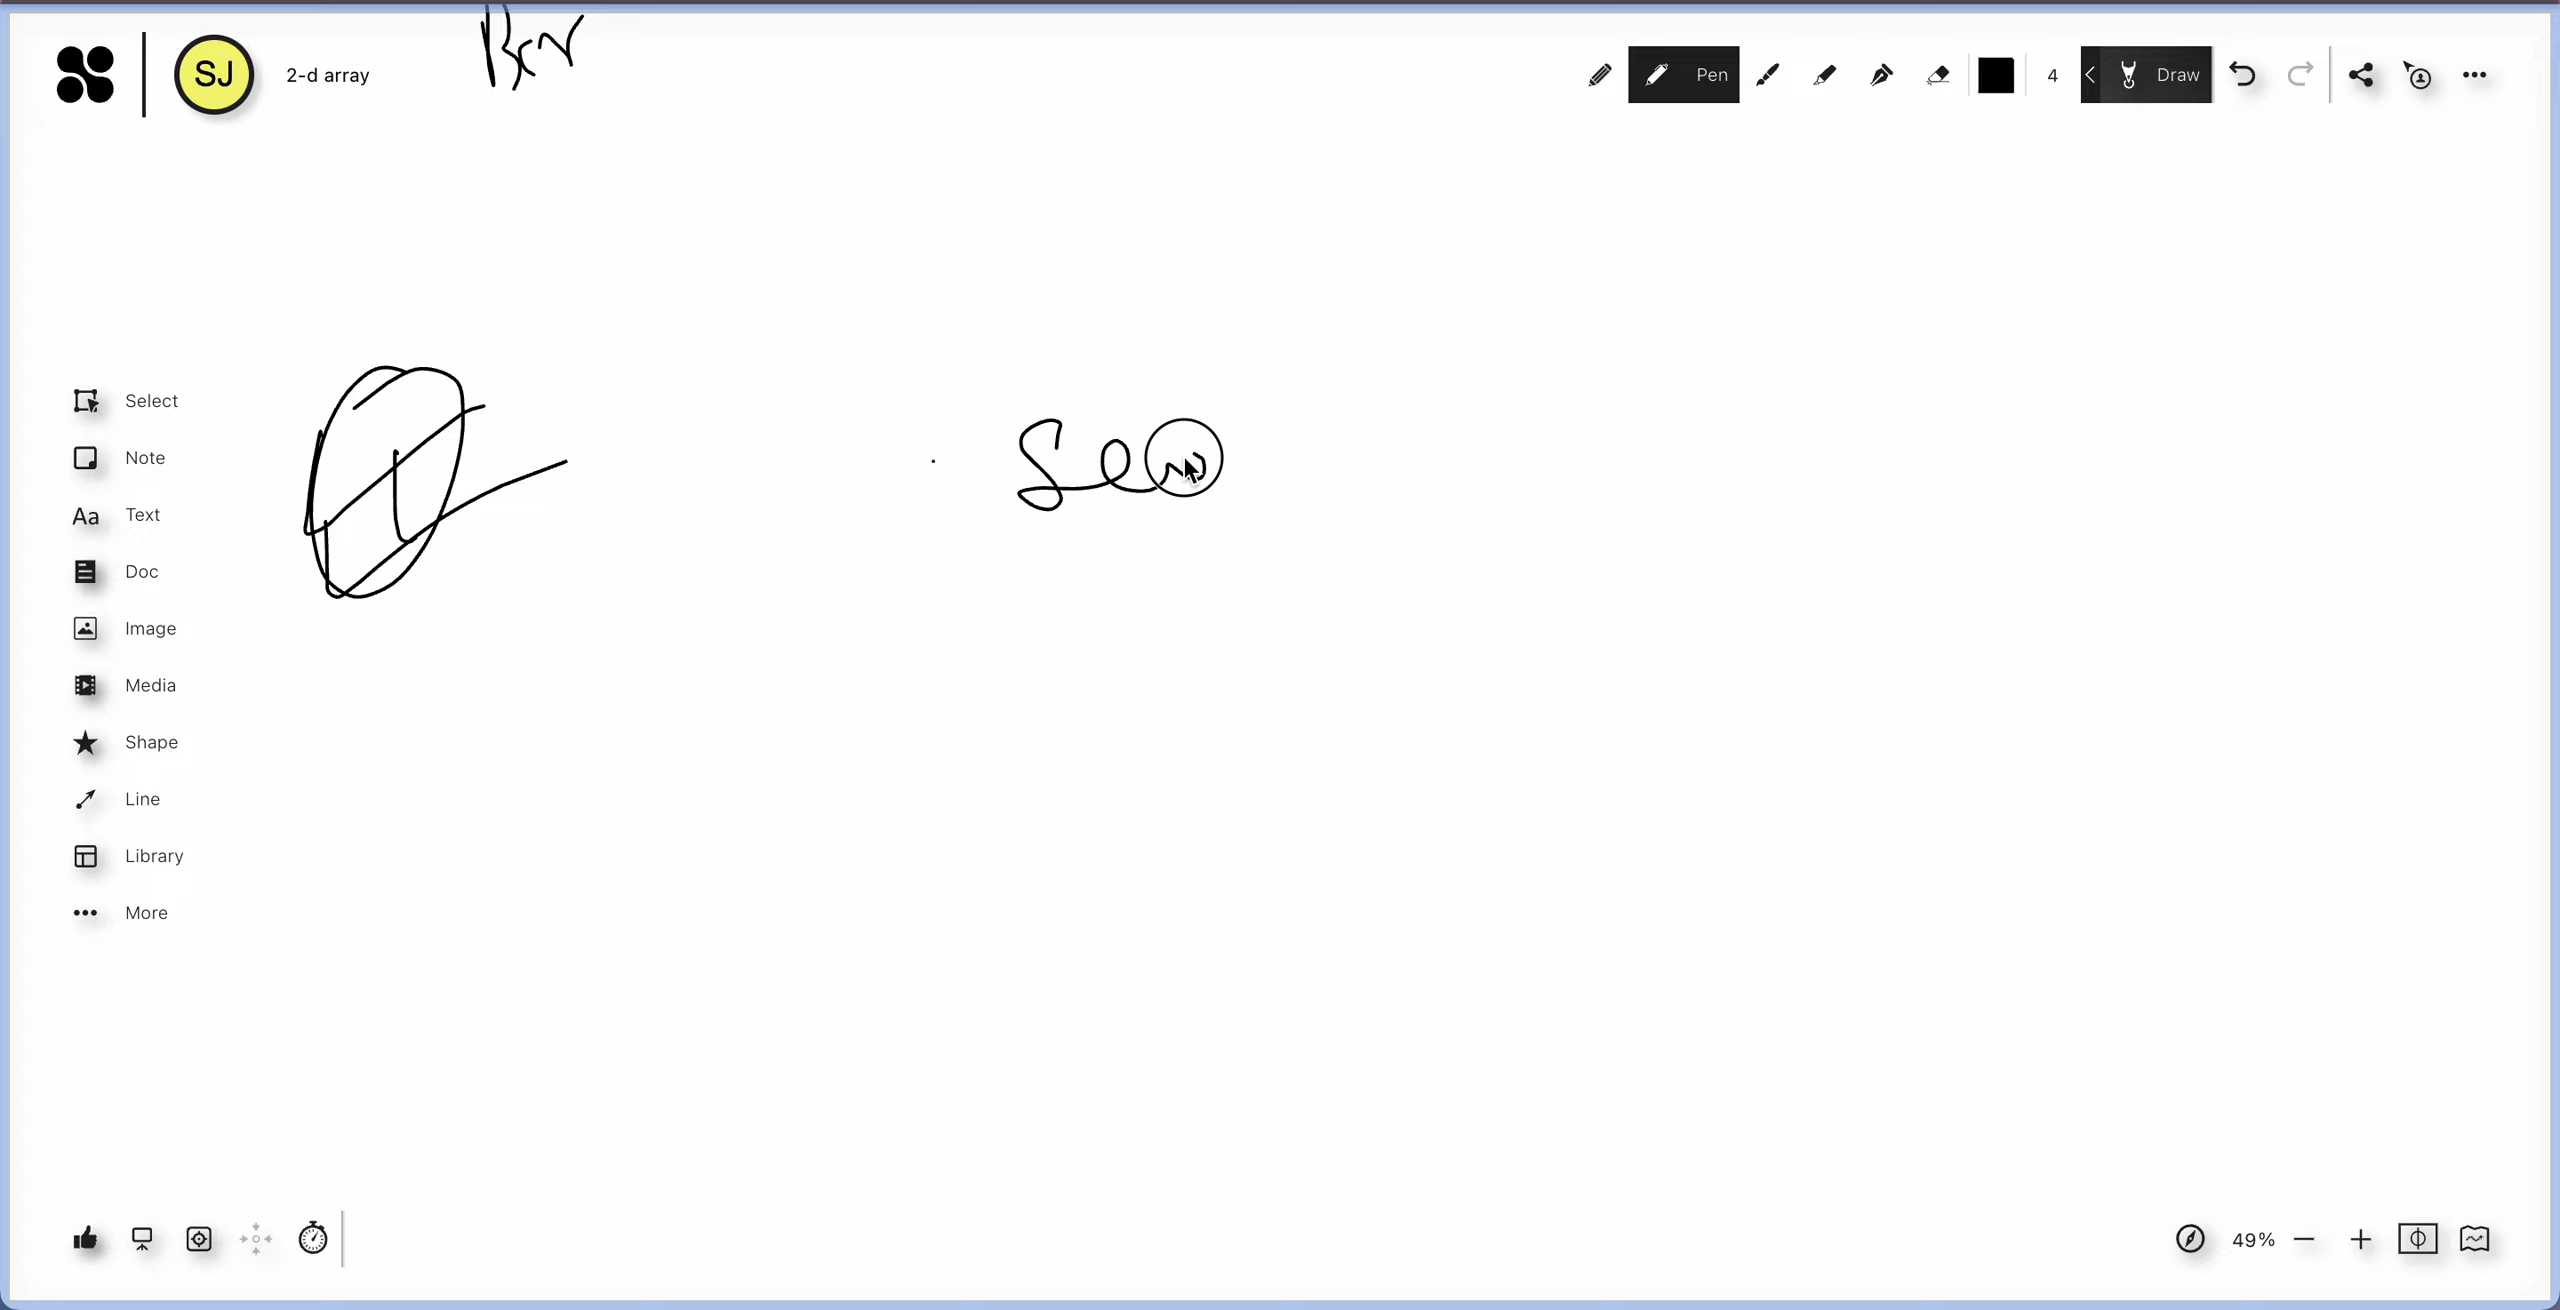 SJ 2-d array
Pen 4 Draw
Select
Note
Aa Text
Doc
Image
Media
Shape
Line
Library
More
49%